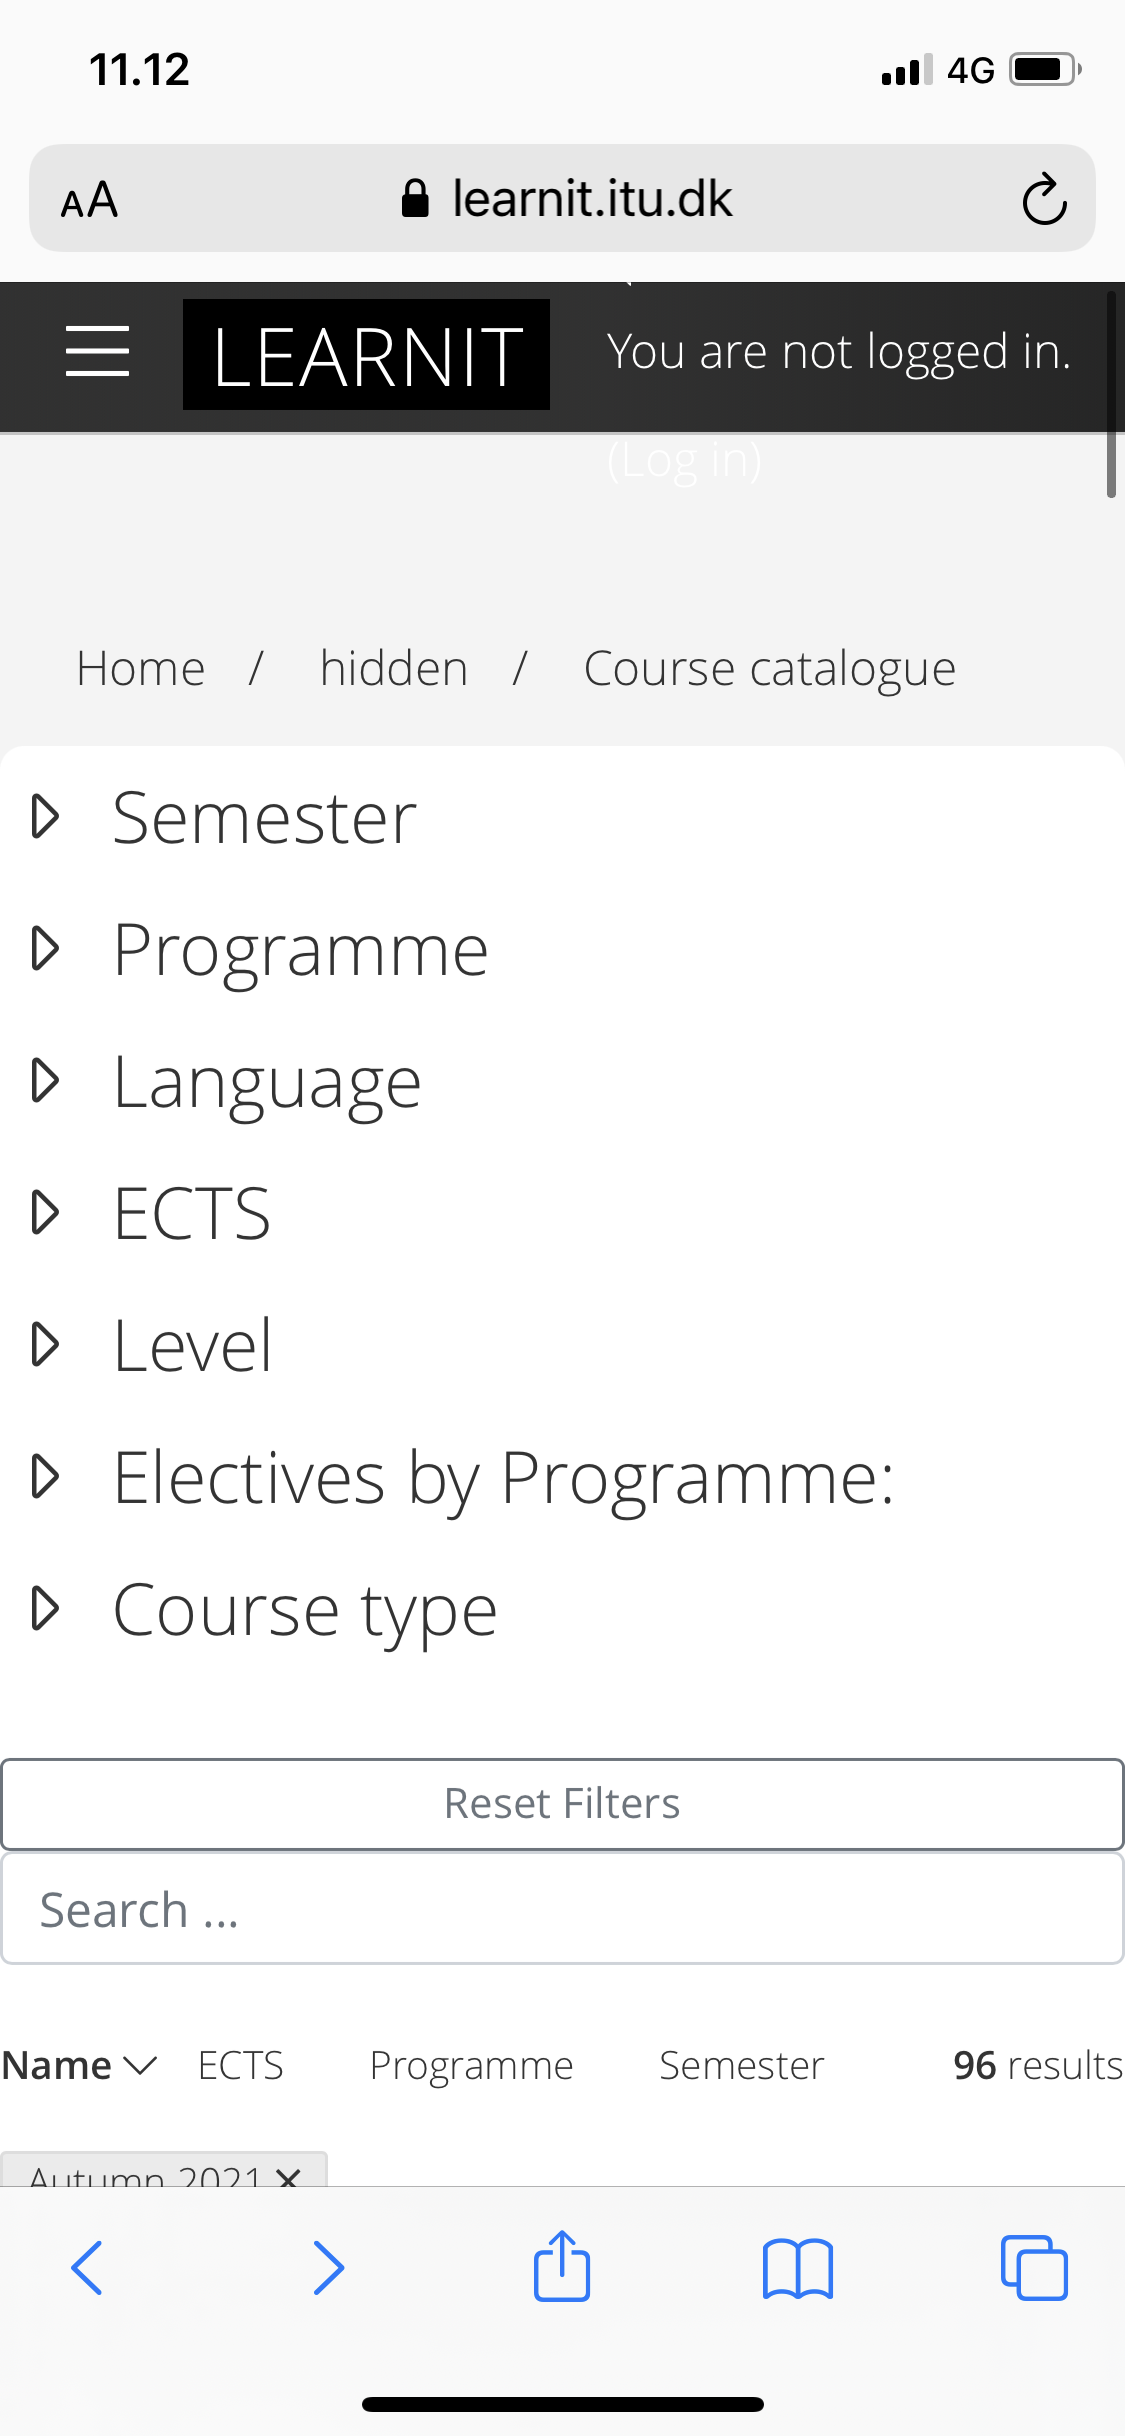 11.12
4G
AA
learnit.itu.dk
LEARNIT
You are not logged in.
(Log in)
Home / hidden / Course catalogue
Semester
Programme
Language
ECTS
Level
Electives by Programme:
Course type
Reset Filters
Search ...
Name ECTS Programme Semester 96 results
Autumn 2021 ×